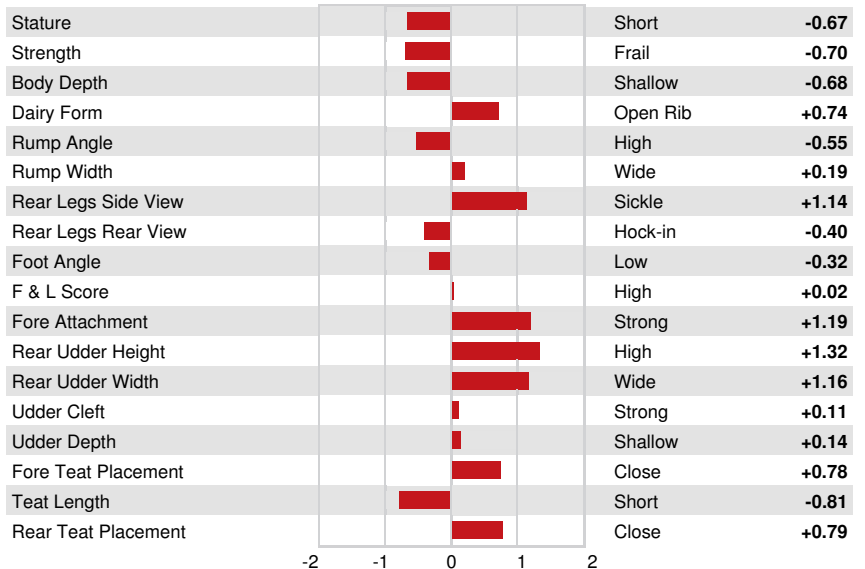 Stature Short -0.67
Strength Frail -0.70
Body Depth Shallow -0.68
Dairy Form Open Rib +0.74
Rump Angle High -0.55
Rump Width Wide +0.19
Rear Legs Side View Sickle +1.14
Rear Legs Rear View Hock-in -0.40
Foot Angle Low -0.32
F & L Score High +0.02
Fore Attachment Strong +1.19
Rear Udder Height High +1.32
Rear Udder Width Wide +1.16
Udder Cleft Strong +0.11
Udder Depth Shallow +0.14
Fore Teat Placement Close +0.78
Teat Length Short -0.81
Rear Teat Placement Close +0.79
-2 -1 0 1 2